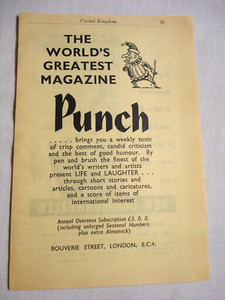 United Kingdom.
93
THE
WORLD'S
GREATEST
MAGAZINE
Punch
. . . . . brings you a weekly tonic
of crisp comment, candid criticism
and the best of good humour. By
pen and brush the finest of the
world's writers and artists
present LIFE and LAUGHTER . . .
through short stories and
articles, cartoons and caricatures,
and a score of items of
international interest
Annual Overseas Subscription £3. 0. 0.
(including enlarged Seasonal Numbers
plus extra Almanack)
BOUVERIE STREET, LONDON, E.C.4.